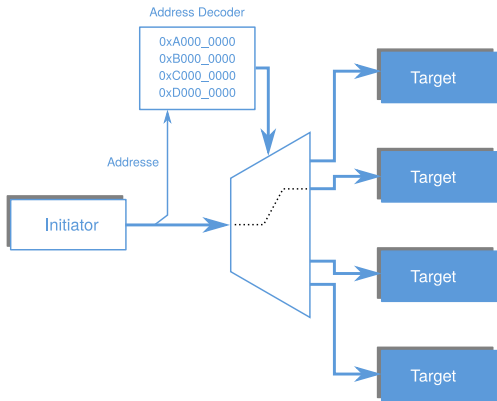 Address Decoder
0xA000_0000
0xB000_0000
0xC000_0000
0xD000_0000
Addresse
Initiator
Target
Target
Target
Target